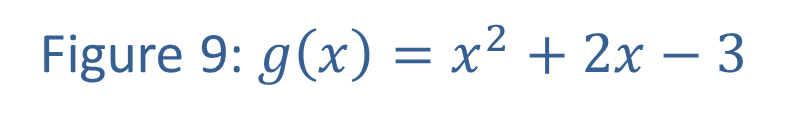 Figure 9: g(x) = x² + 2x − 3